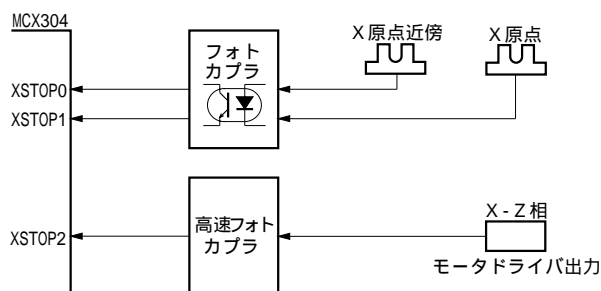 MCX304
X原点近傍
X原点
フォト
カプラ
XSTOP0
XSTOP1
X-Z相
高速フォト
カプラ
XSTOP2
モータドライバ出力